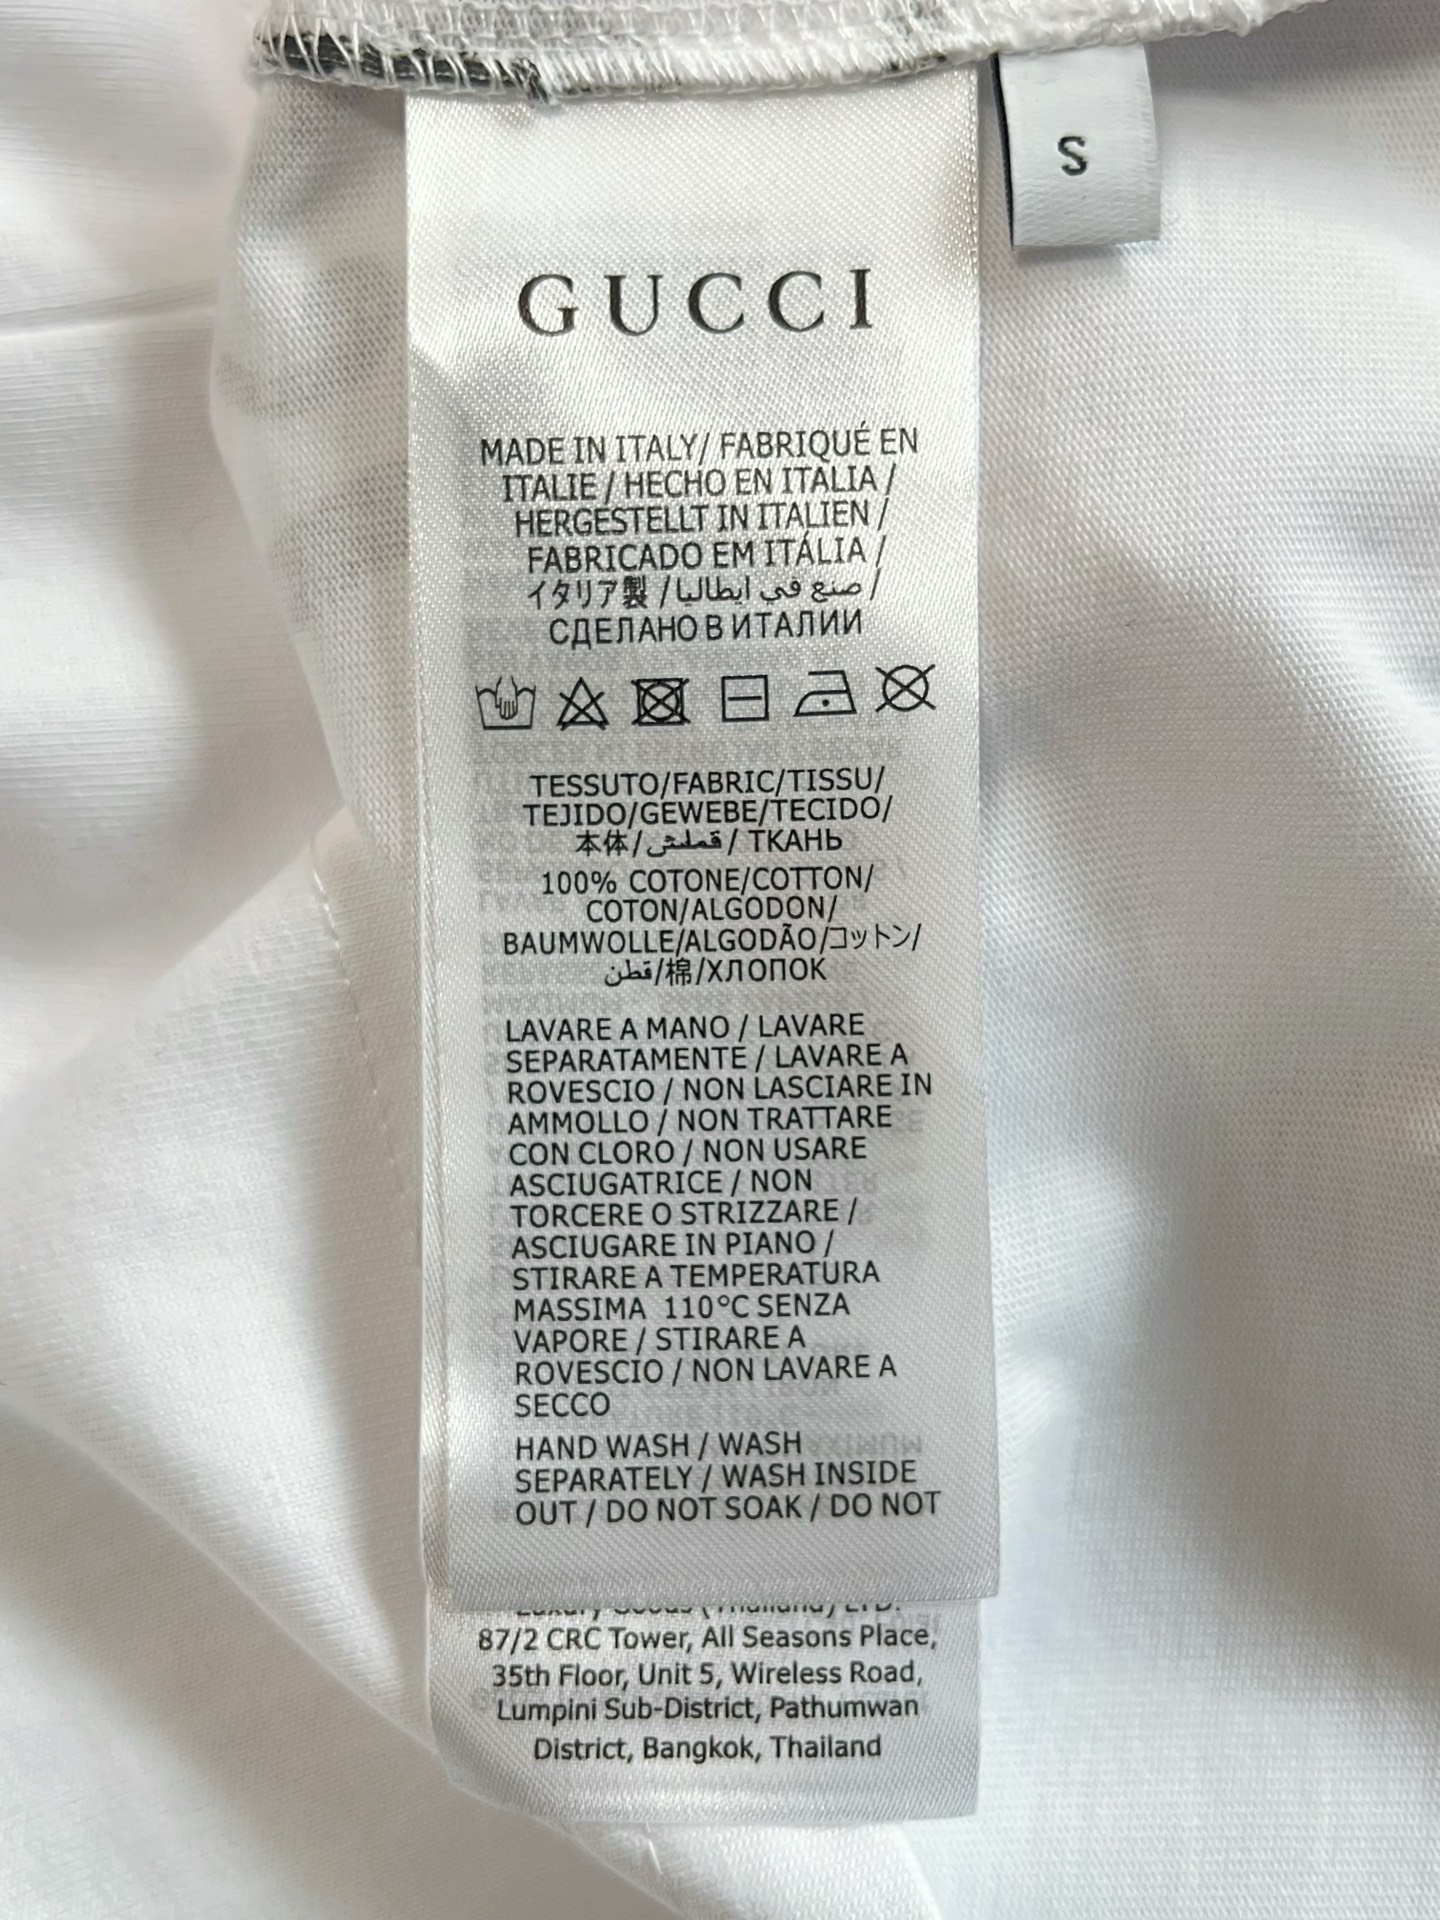 S
GUCCI
MADE IN ITALY/ FABRIQUÉ EN
ITALIE / HECHO EN ITALIA /
HERGESTELLT IN ITALIEN /
FABRICADO EM ITÁLIA /
イタリア製 / صنع في ايطاليا /
СДЕЛАНО В ИТАЛИИ
TESSUTO/FABRIC/TISSU/
TEJIDO/GEWEBE/TECIDO/
本体/قملش/ ТКАНЬ
100% COTONE/COTTON/
COTON/ALGODON/
BAUMWOLLE/ALGODÃO/コットン/
قطن/棉/ХЛОПОК
LAVARE A MANO / LAVARE
SEPARATAMENTE / LAVARE A
ROVESCIO / NON LASCIARE IN
AMMOLLO / NON TRATTARE
CON CLORO / NON USARE
ASCIUGATRICE / NON
TORCERE O STRIZZARE /
ASCIUGARE IN PIANO /
STIRARE A TEMPERATURA
MASSIMA 110°C SENZA
VAPORE / STIRARE A
ROVESCIO / NON LAVARE A
SECCO
HAND WASH / WASH
SEPARATELY / WASH INSIDE
OUT / DO NOT SOAK / DO NOT
Luxury Goods (Thailand) LTD.
87/2 CRC Tower, All Seasons Place,
35th Floor, Unit 5, Wireless Road,
Lumpini Sub-District, Pathumwan
District, Bangkok, Thailand